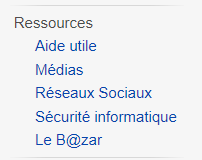 Ressources
Aide utile
Médias
Réseaux Sociaux
Sécurité informatique
Le B@zar